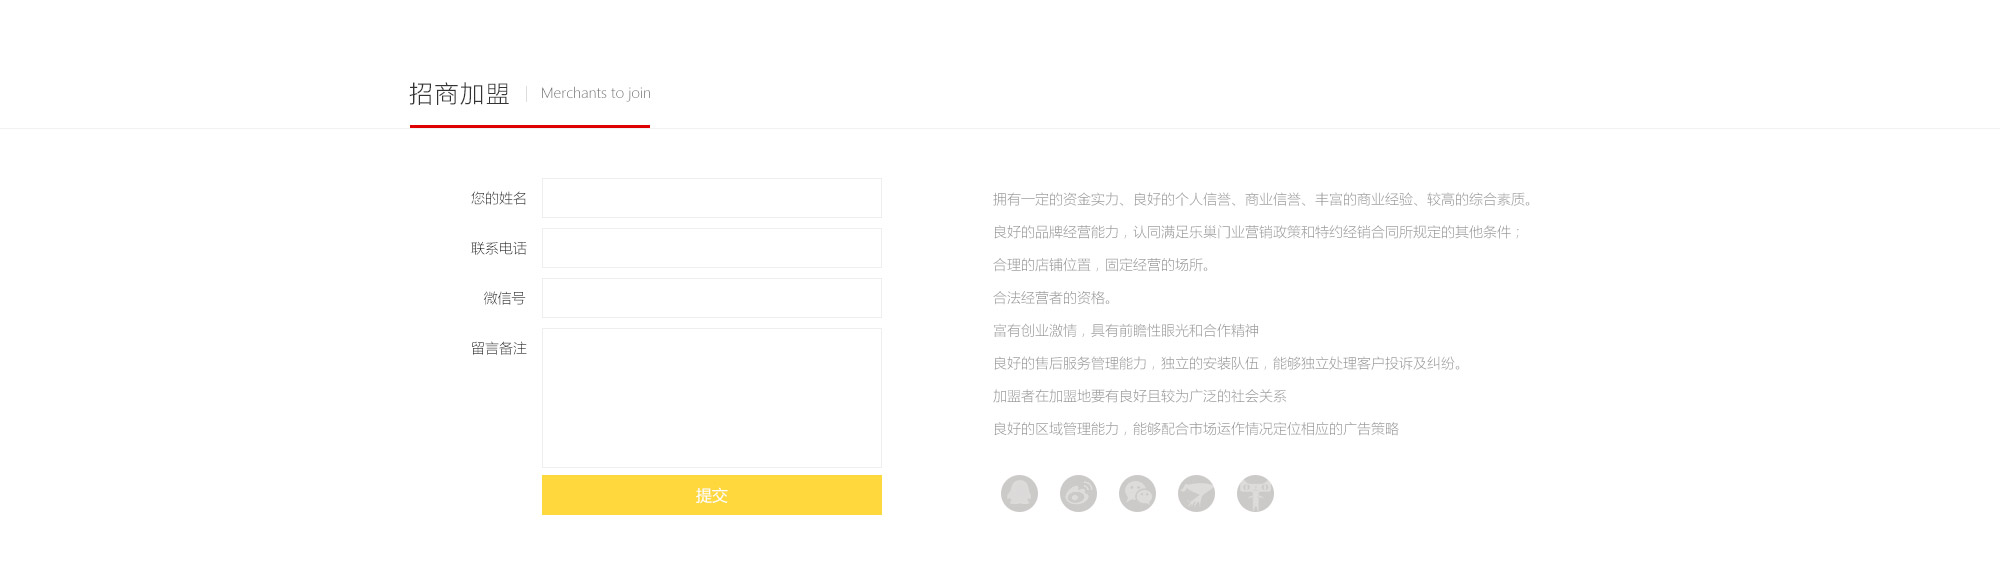 招商加盟
Merchants to join
您的姓名
联系电话
微信号
留言备注
提交
拥有一定的资金实力、良好的个人信誉、商业信誉、丰富的商业经验、较高的综合素质。
良好的品牌经营能力，认同满足乐巢门业营销政策和特约经销合同所规定的其他条件；
合理的店铺位置，固定经营的场所。
合法经营者的资格。
富有创业激情，具有前瞻性眼光和合作精神
良好的售后服务管理能力，独立的安装队伍，能够独立处理客户投诉及纠纷。
加盟者在加盟地要有良好且较为广泛的社会关系
良好的区域管理能力，能够配合市场运作情况定位相应的广告策略